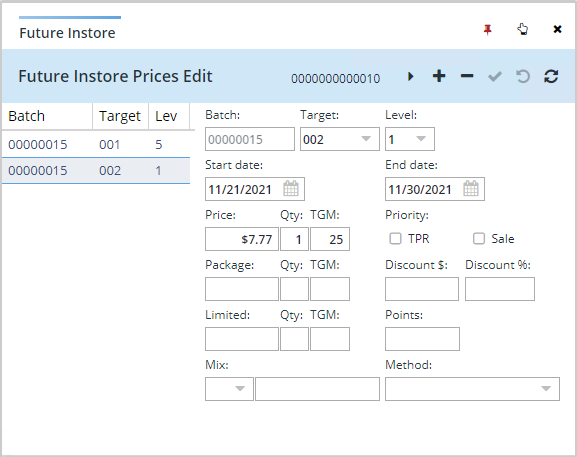 Future Instore
Future Instore Prices Edit 0000000000010
Batch Target Lev
00000015 001 5
00000015 002 1
Batch: Target: Level:
00000015 002 1
Start date: End date:
11/21/2021 11/30/2021
Price: Qty: TGM: Priority:
$7.77 1 25 TPR Sale
Package: Qty: TGM: Discount $: Discount %:
Limited: Qty: TGM: Points:
Mix: Method: